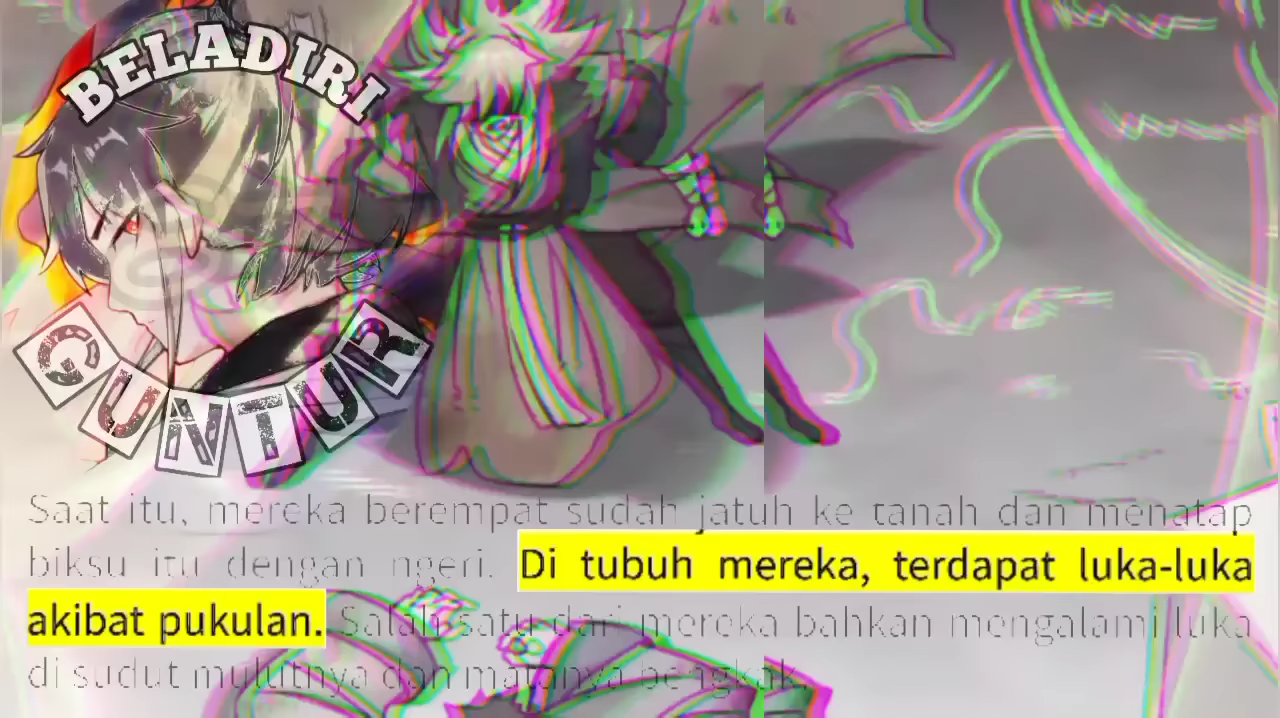 BELADIRI
GUNTUR
Saat itu, mereka berempat sudah jatuh ke tanah dan menatap
biksu itu dengan ngeri. Di tubuh mereka, terdapat luka-luka
akibat pukulan. Salah satu dari mereka bahkan mengalami luka
di sudut mulutnya dan matanya bengkak.